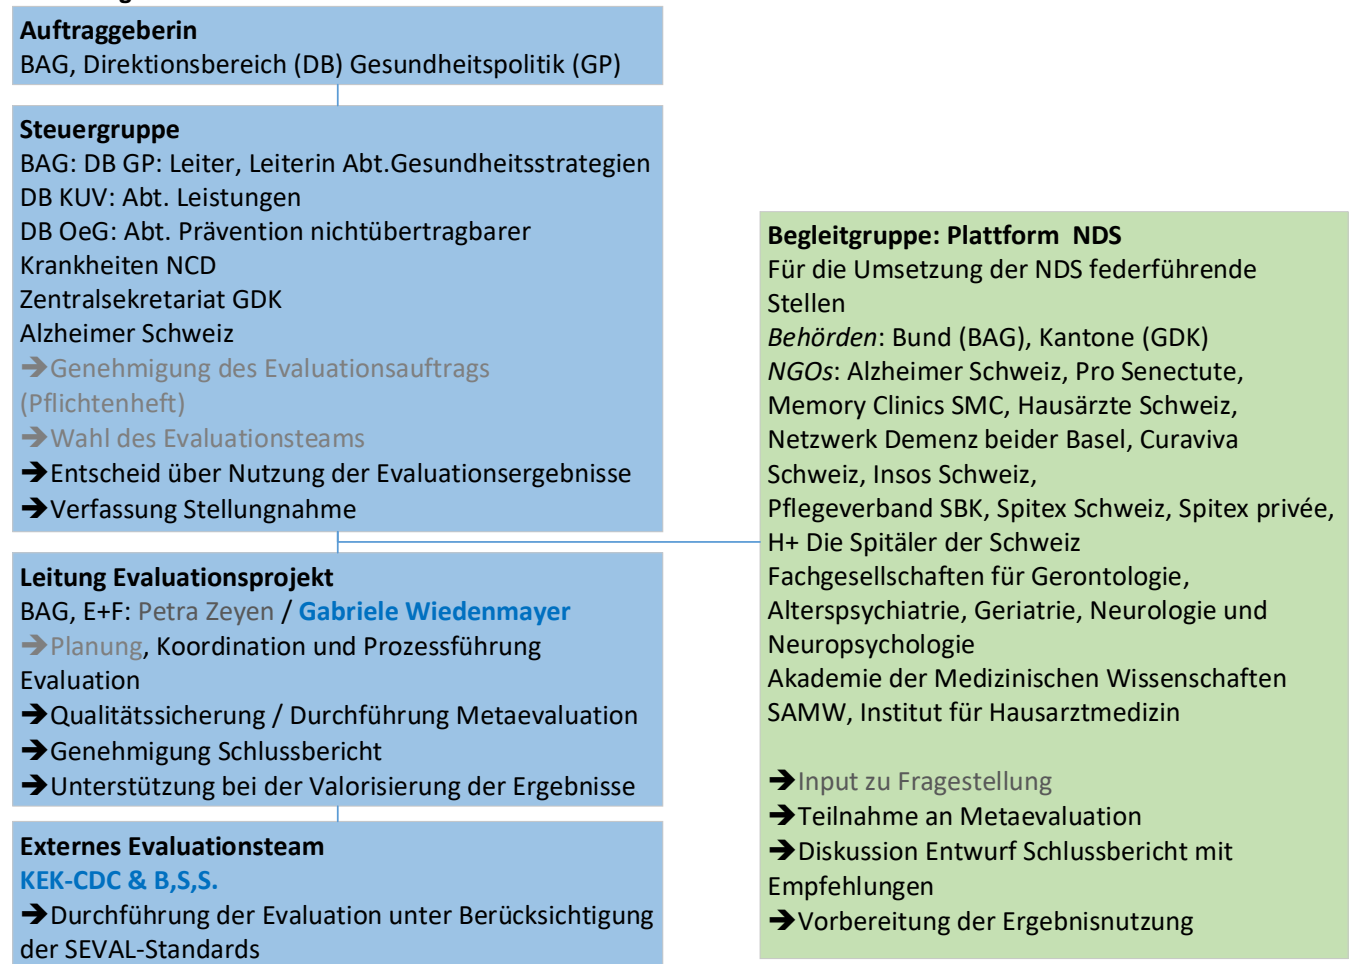 Auftraggeberin
BAG, Direktionsbereich (DB) Gesundheitspolitik (GP)
Steuergruppe
BAG: DB GP: Leiter, Leiterin Abt.Gesundheitsstrategien
DB KUV: Abt. Leistungen
DB OeG: Abt. Prävention nichtübertragbarer
Krankheiten NCD
Zentralsekretariat GDK
Alzheimer Schweiz
➔Genehmigung des Evaluationsauftrags
(Pflichtenheft)
➔Wahl des Evaluationsteams
➔Entscheid über Nutzung der Evaluationsergebnisse
➔Verfassung Stellungnahme
Leitung Evaluationsprojekt
BAG, E+F: Petra Zeyen / Gabriele Wiedenmayer
➔Planung, Koordination und Prozessführung
Evaluation
➔Qualitätssicherung / Durchführung Metaevaluation
➔Genehmigung Schlussbericht
➔Unterstützung bei der Valorisierung der Ergebnisse
Externes Evaluationsteam
KEK-CDC & B,S,S.
➔Durchführung der Evaluation unter Berücksichtigung
der SEVAL-Standards
Begleitgruppe: Plattform NDS
Für die Umsetzung der NDS federführende
Stellen
Behörden: Bund (BAG), Kantone (GDK)
NGOs: Alzheimer Schweiz, Pro Senectute,
Memory Clinics SMC, Hausärzte Schweiz,
Netzwerk Demenz beider Basel, Curaviva
Schweiz, Insos Schweiz,
Pflegeverband SBK, Spitex Schweiz, Spitex privée,
H+ Die Spitäler der Schweiz
Fachgesellschaften für Gerontologie,
Alterspsychiatrie, Geriatrie, Neurologie und
Neuropsychologie
Akademie der Medizinischen Wissenschaften
SAMW, Institut für Hausarztmedizin
➔Input zu Fragestellung
➔Teilnahme an Metaevaluation
➔Diskussion Entwurf Schlussbericht mit
Empfehlungen
➔Vorbereitung der Ergebnisnutzung